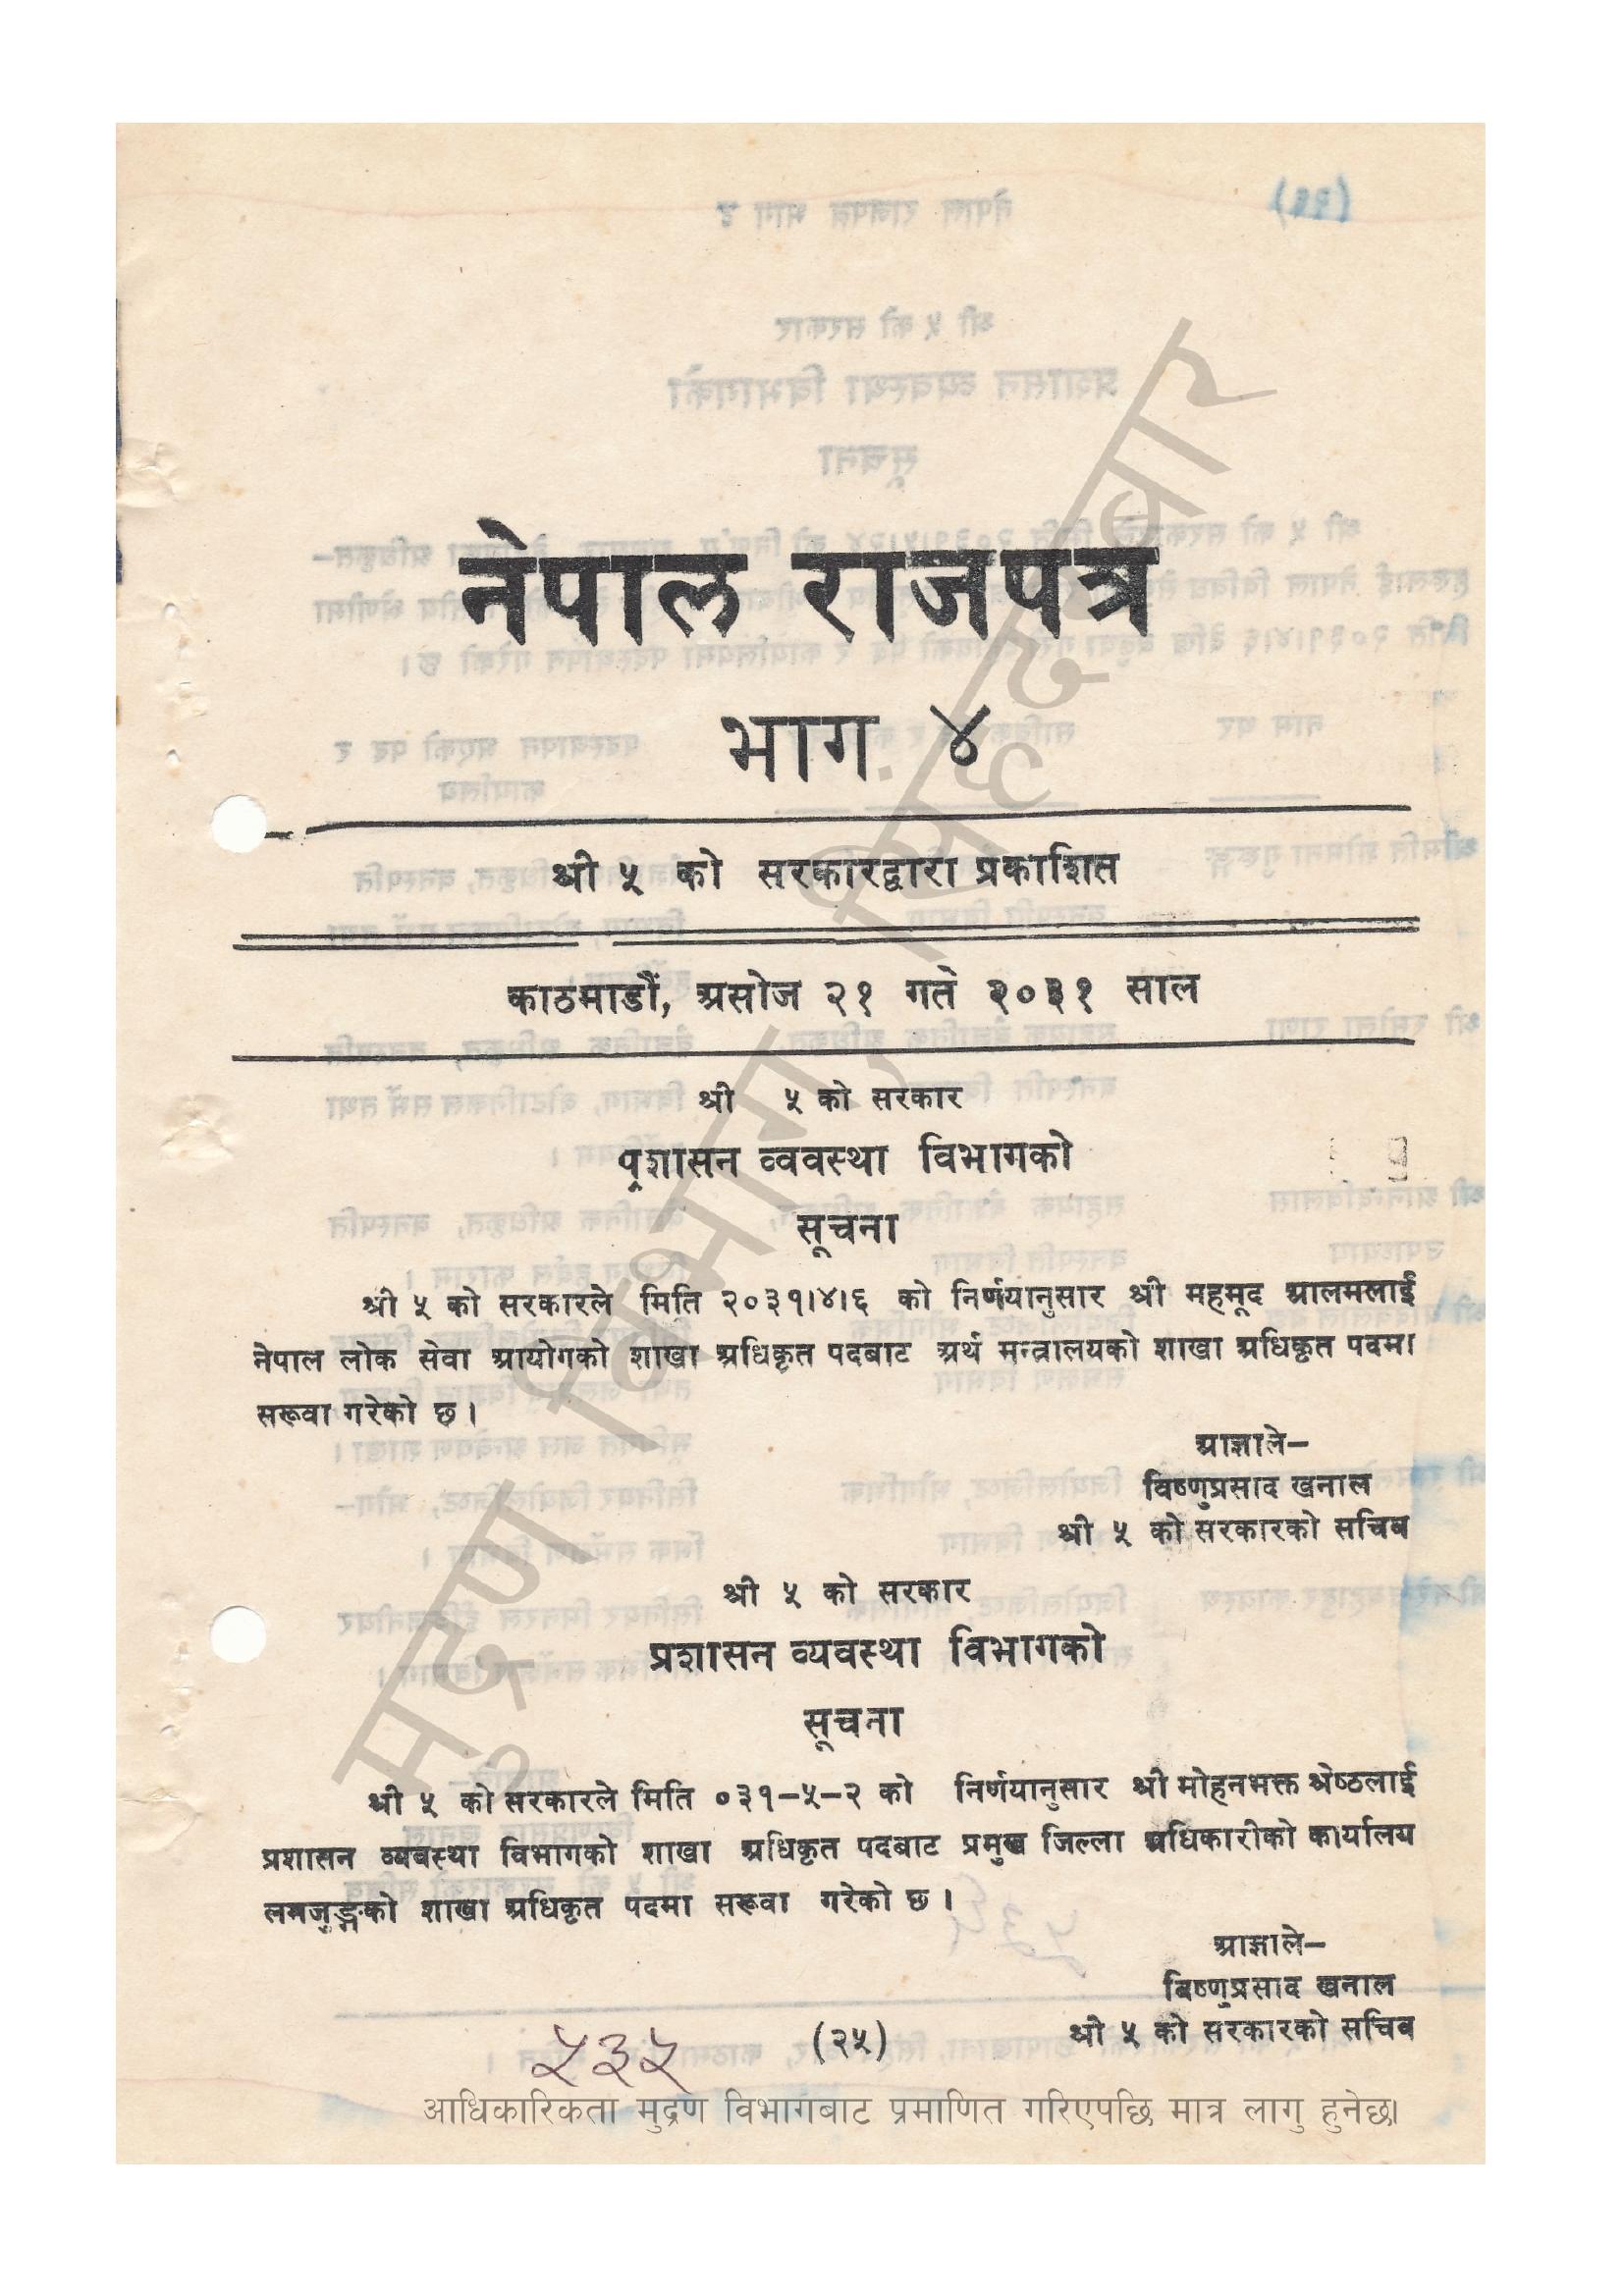 नेपाल राजपत्र
भाग ४
श्री ५ को सरकारद्वारा प्रकाशित
काठमाडौं, असोज २१ गते २०३१ साल
श्री ५ को सरकार
प्रशासन व्यवस्था विभागको
सूचना
श्री ५ को सरकारले मिति २०३१।४।६ को निर्णयानुसार श्री महमूद आलमलाई
नेपाल लोक सेवा आयोगको शाखा अधिकृत पदबाट अर्थ मन्त्रालयको शाखा अधिकृत पदमा
सरूवा गरेको छ ।
आज्ञाले–
विष्णुप्रसाद खनाल
श्री ५ को सरकारको सचिव
श्री ५ को सरकार
प्रशासन व्यवस्था विभागको
सूचना
श्री ५ को सरकारले मिति ०३१–५–२ को निर्णयानुसार श्री मोहनभक्त श्रेष्ठलाई
प्रशासन व्यवस्था विभागको शाखा अधिकृत पदबाट प्रमुख जिल्ला अधिकारीको कार्यालय
लमजुङ्गको शाखा अधिकृत पदमा सरूवा गरेको छ ।
आज्ञाले–
विष्णुप्रसाद खनाल
श्री ५ को सरकारको सचिव
५३५
(२५)
आधिकारिकता मुद्रण विभागबाट प्रमाणित गरिएपछि मात्र लागु हुनेछ।
मुद्रण विभाग, सिंहदरबार